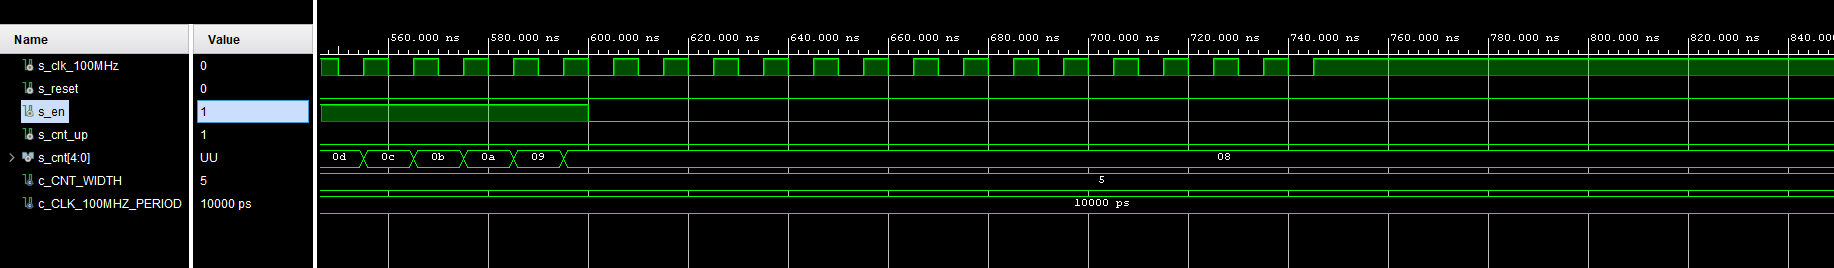 Name Value
560.000 ns 580.000 ns 600.000 ns 620.000 ns 640.000 ns 660.000 ns 680.000 ns 700.000 ns 720.000 ns 740.000 ns 760.000 ns 780.000 ns 800.000 ns 820.000 ns 840.00
s_clk_100MHz 0
s_reset 0
s_en 1
s_cnt_up 1
s_cnt[4:0] UU 0d 0c 0b 0a 09 08
c_CNT_WIDTH 5 5
c_CLK_100MHZ_PERIOD 10000 ps 10000 ps